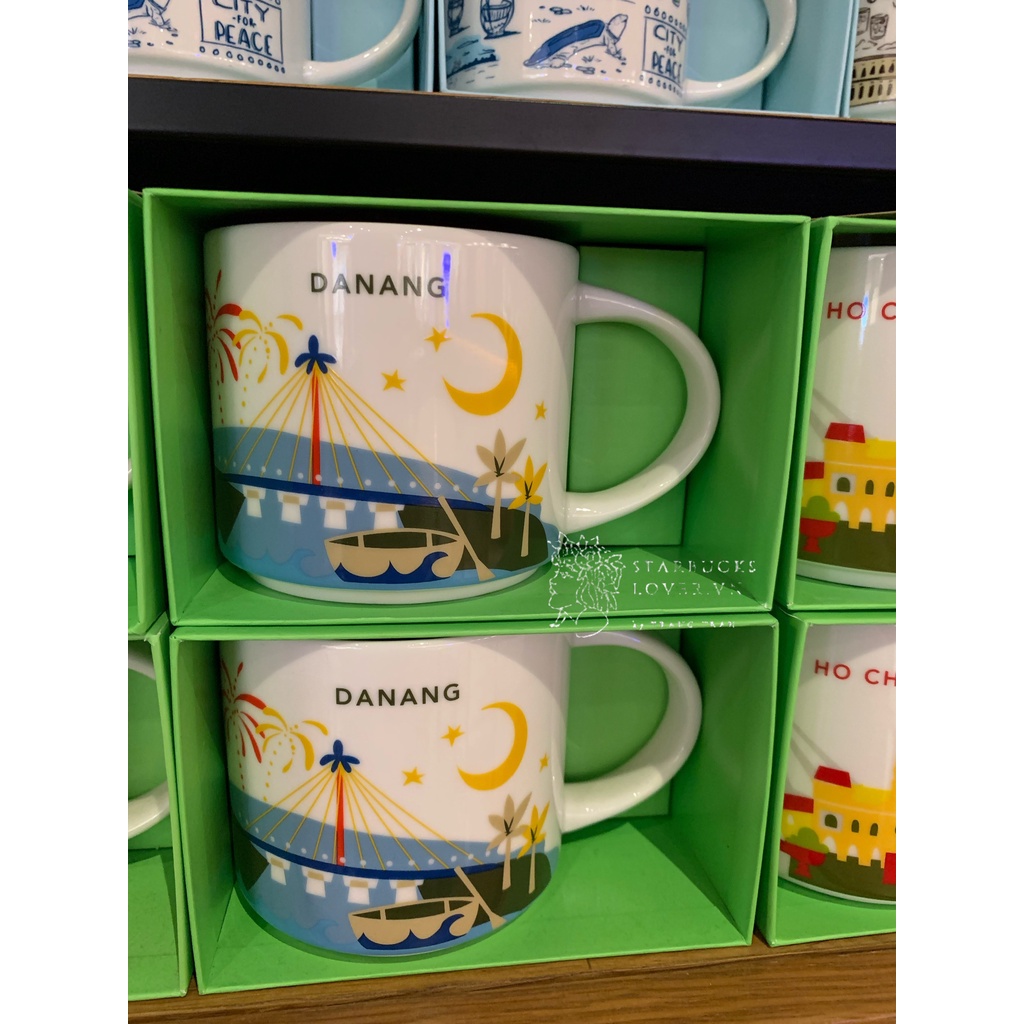 CITY
-FOR-
PEACE
CITY
-FOR-
PEACE
DANANG
HO C
STARBUCKS
LOVER.VN
DANANG
HO CH